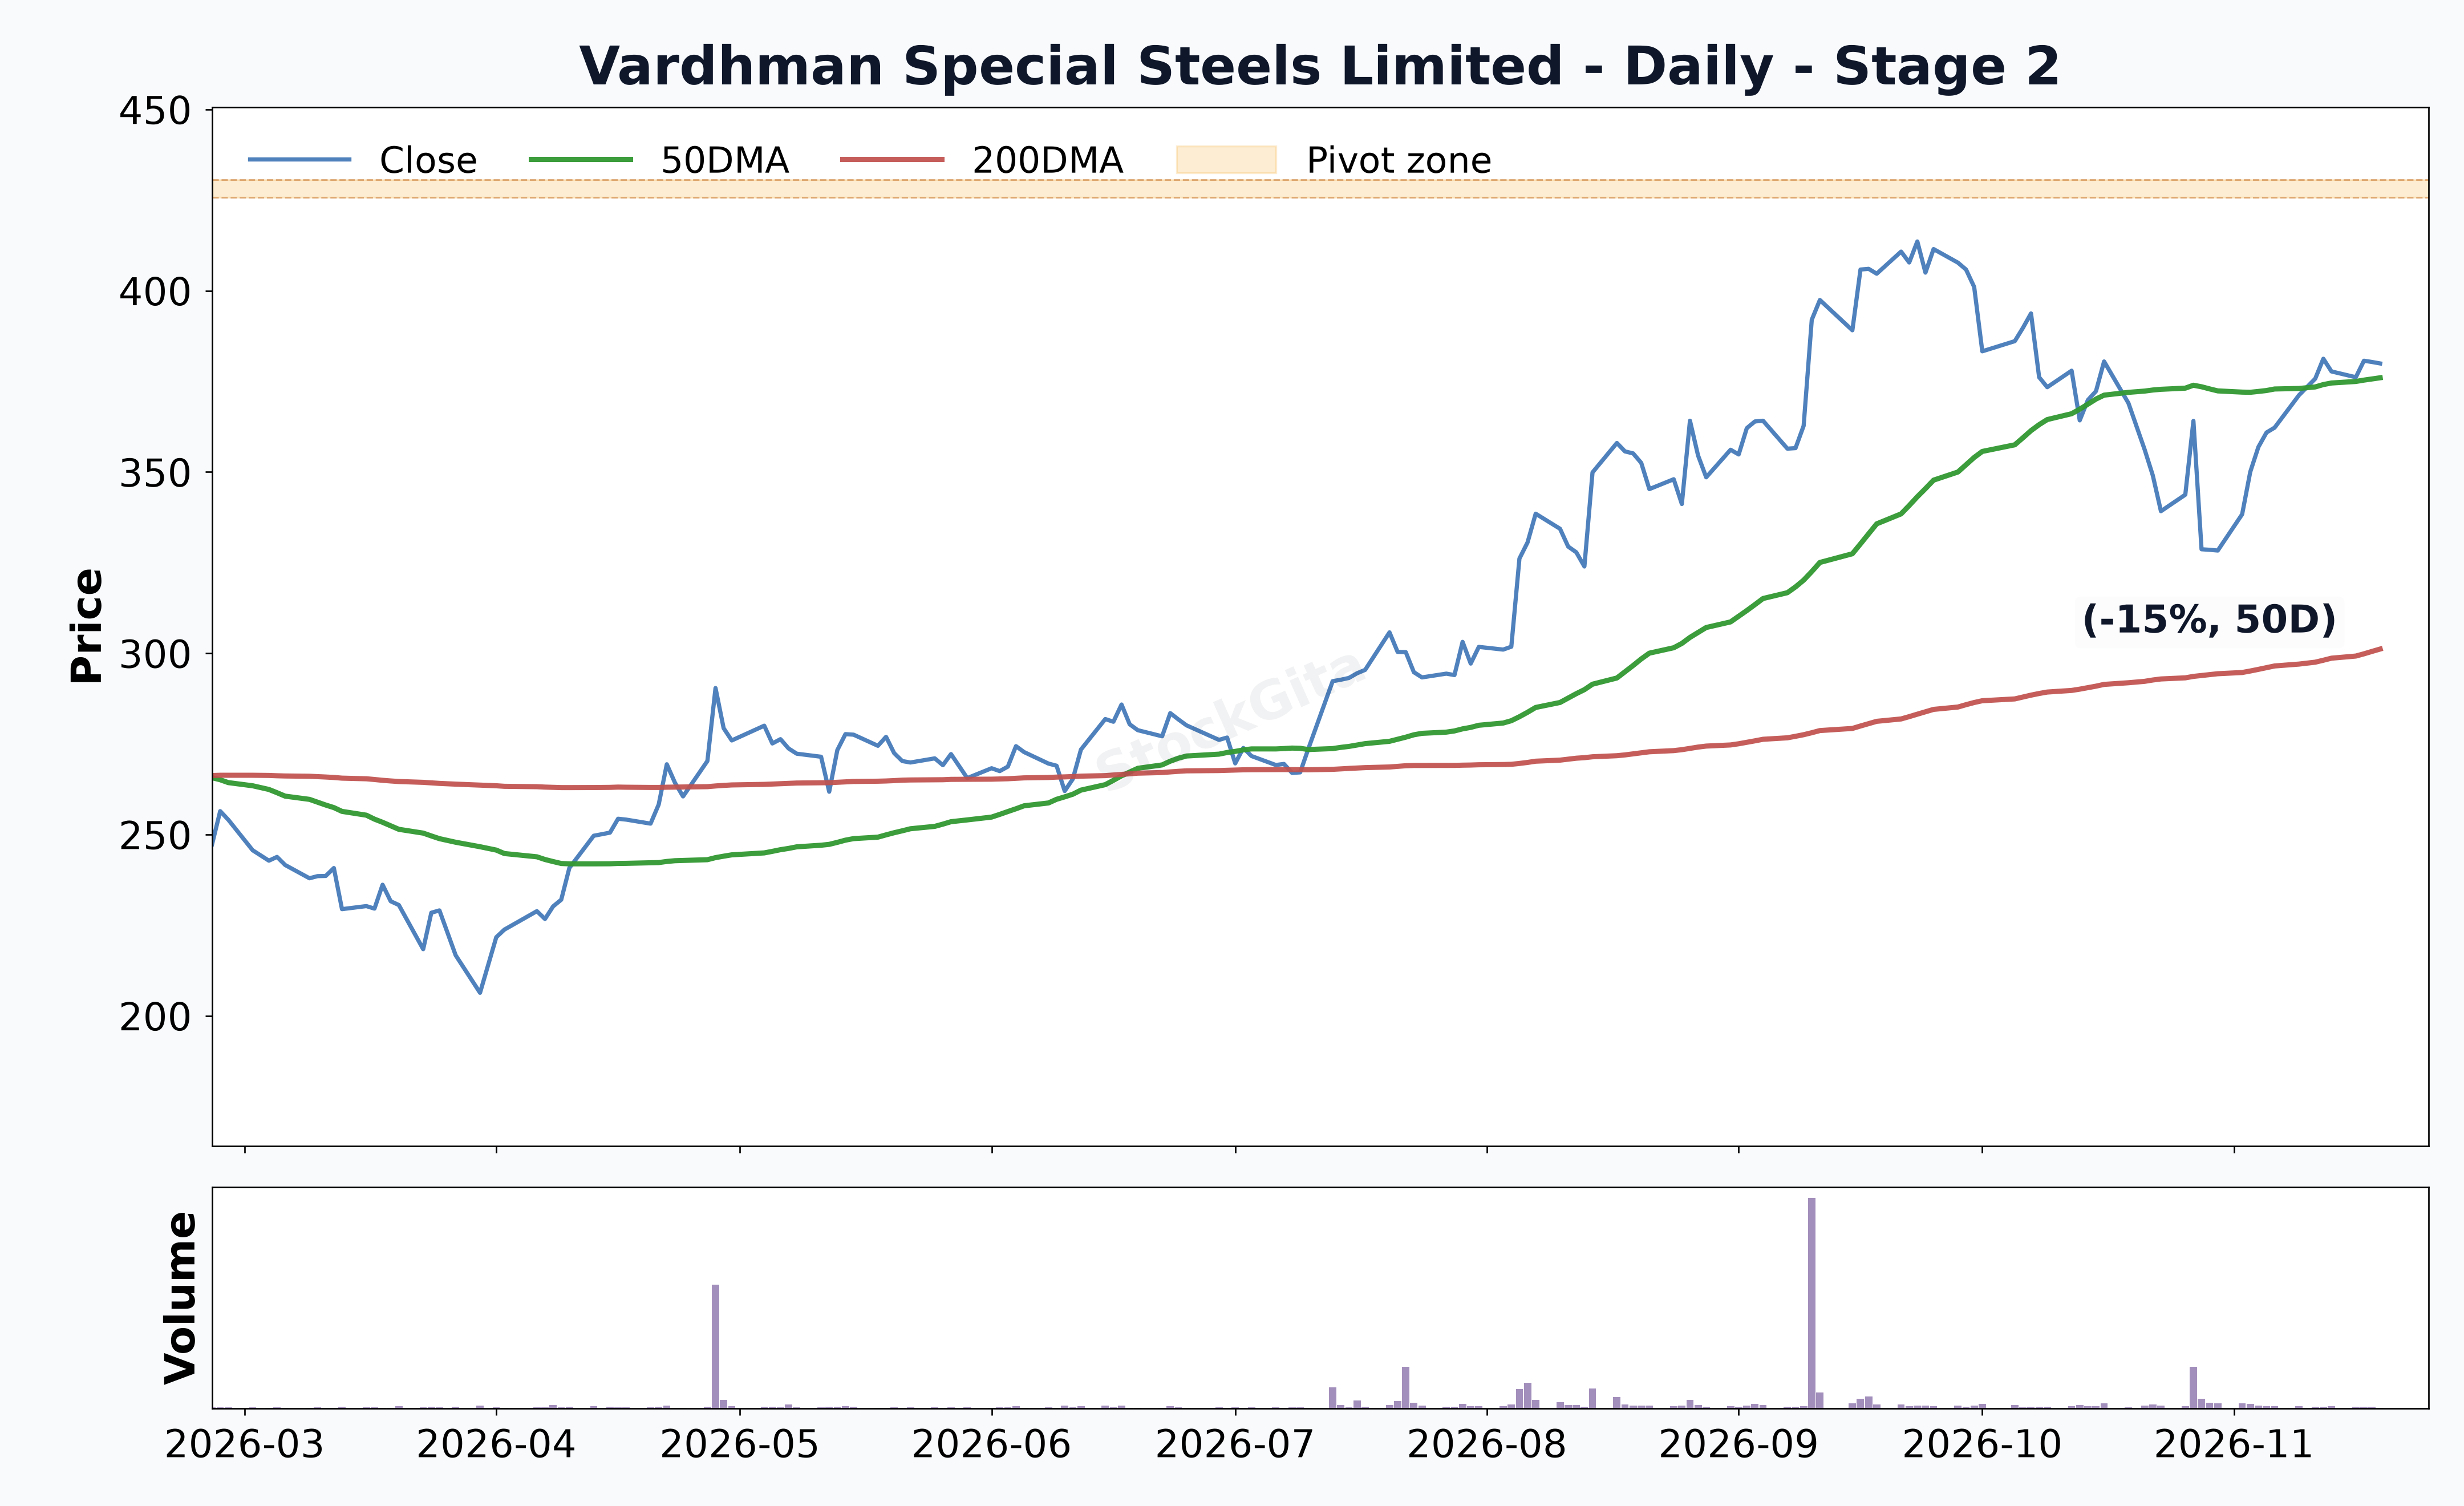 Vardhman Special Steels Limited - Daily - Stage 2
450
Close 50DMA 200DMA Pivot zone
400
350
Price
(-15%, 50D)
300
StockGita
250
200
Volume
2026-03 2026-04 2026-05 2026-06 2026-07 2026-08 2026-09 2026-10 2026-11